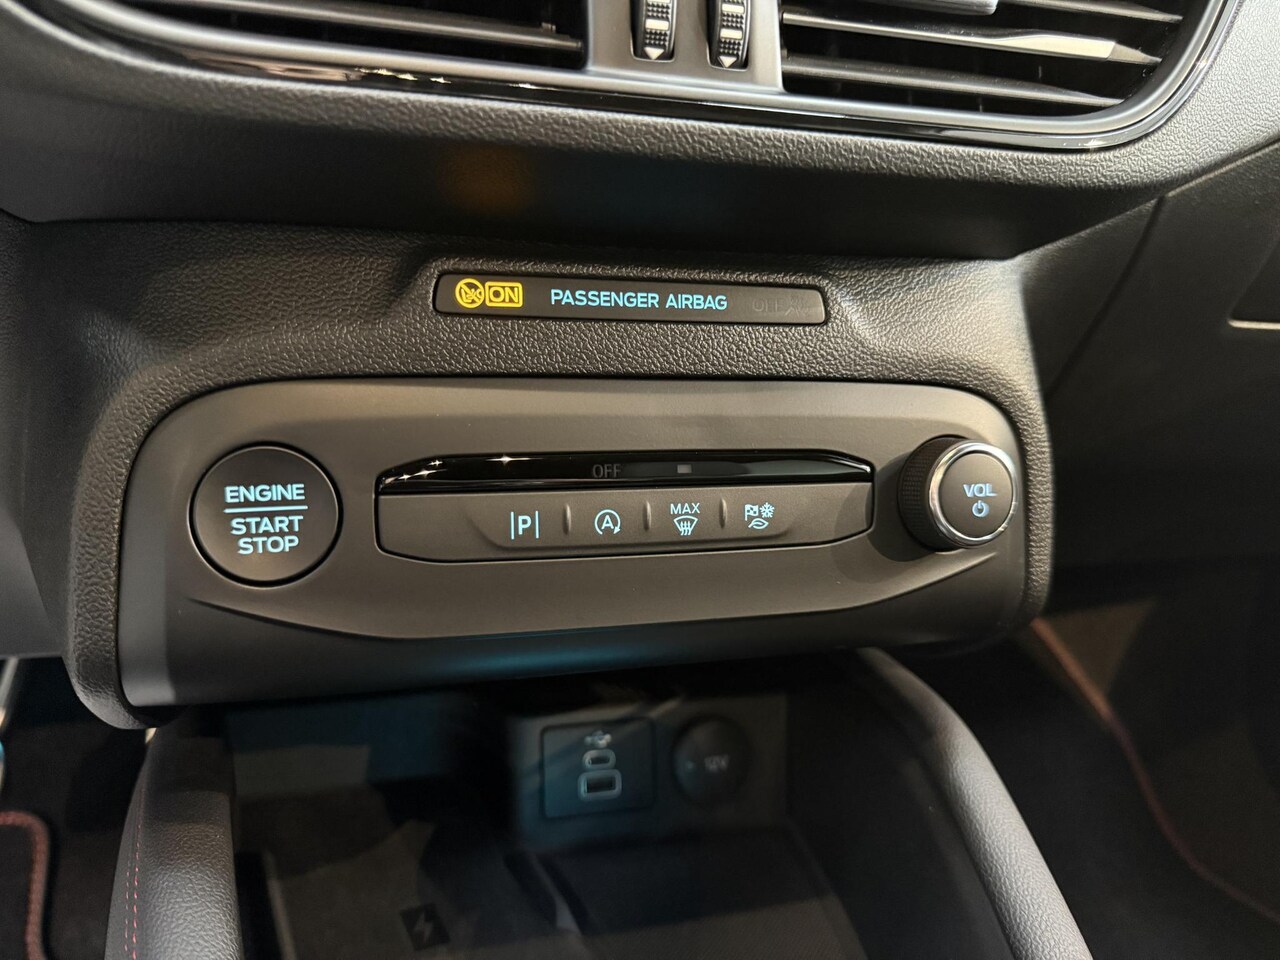 ON PASSENGER AIRBAG OFF
ENGINE
START
STOP
OFF
P
A
MAX
VOL
12V